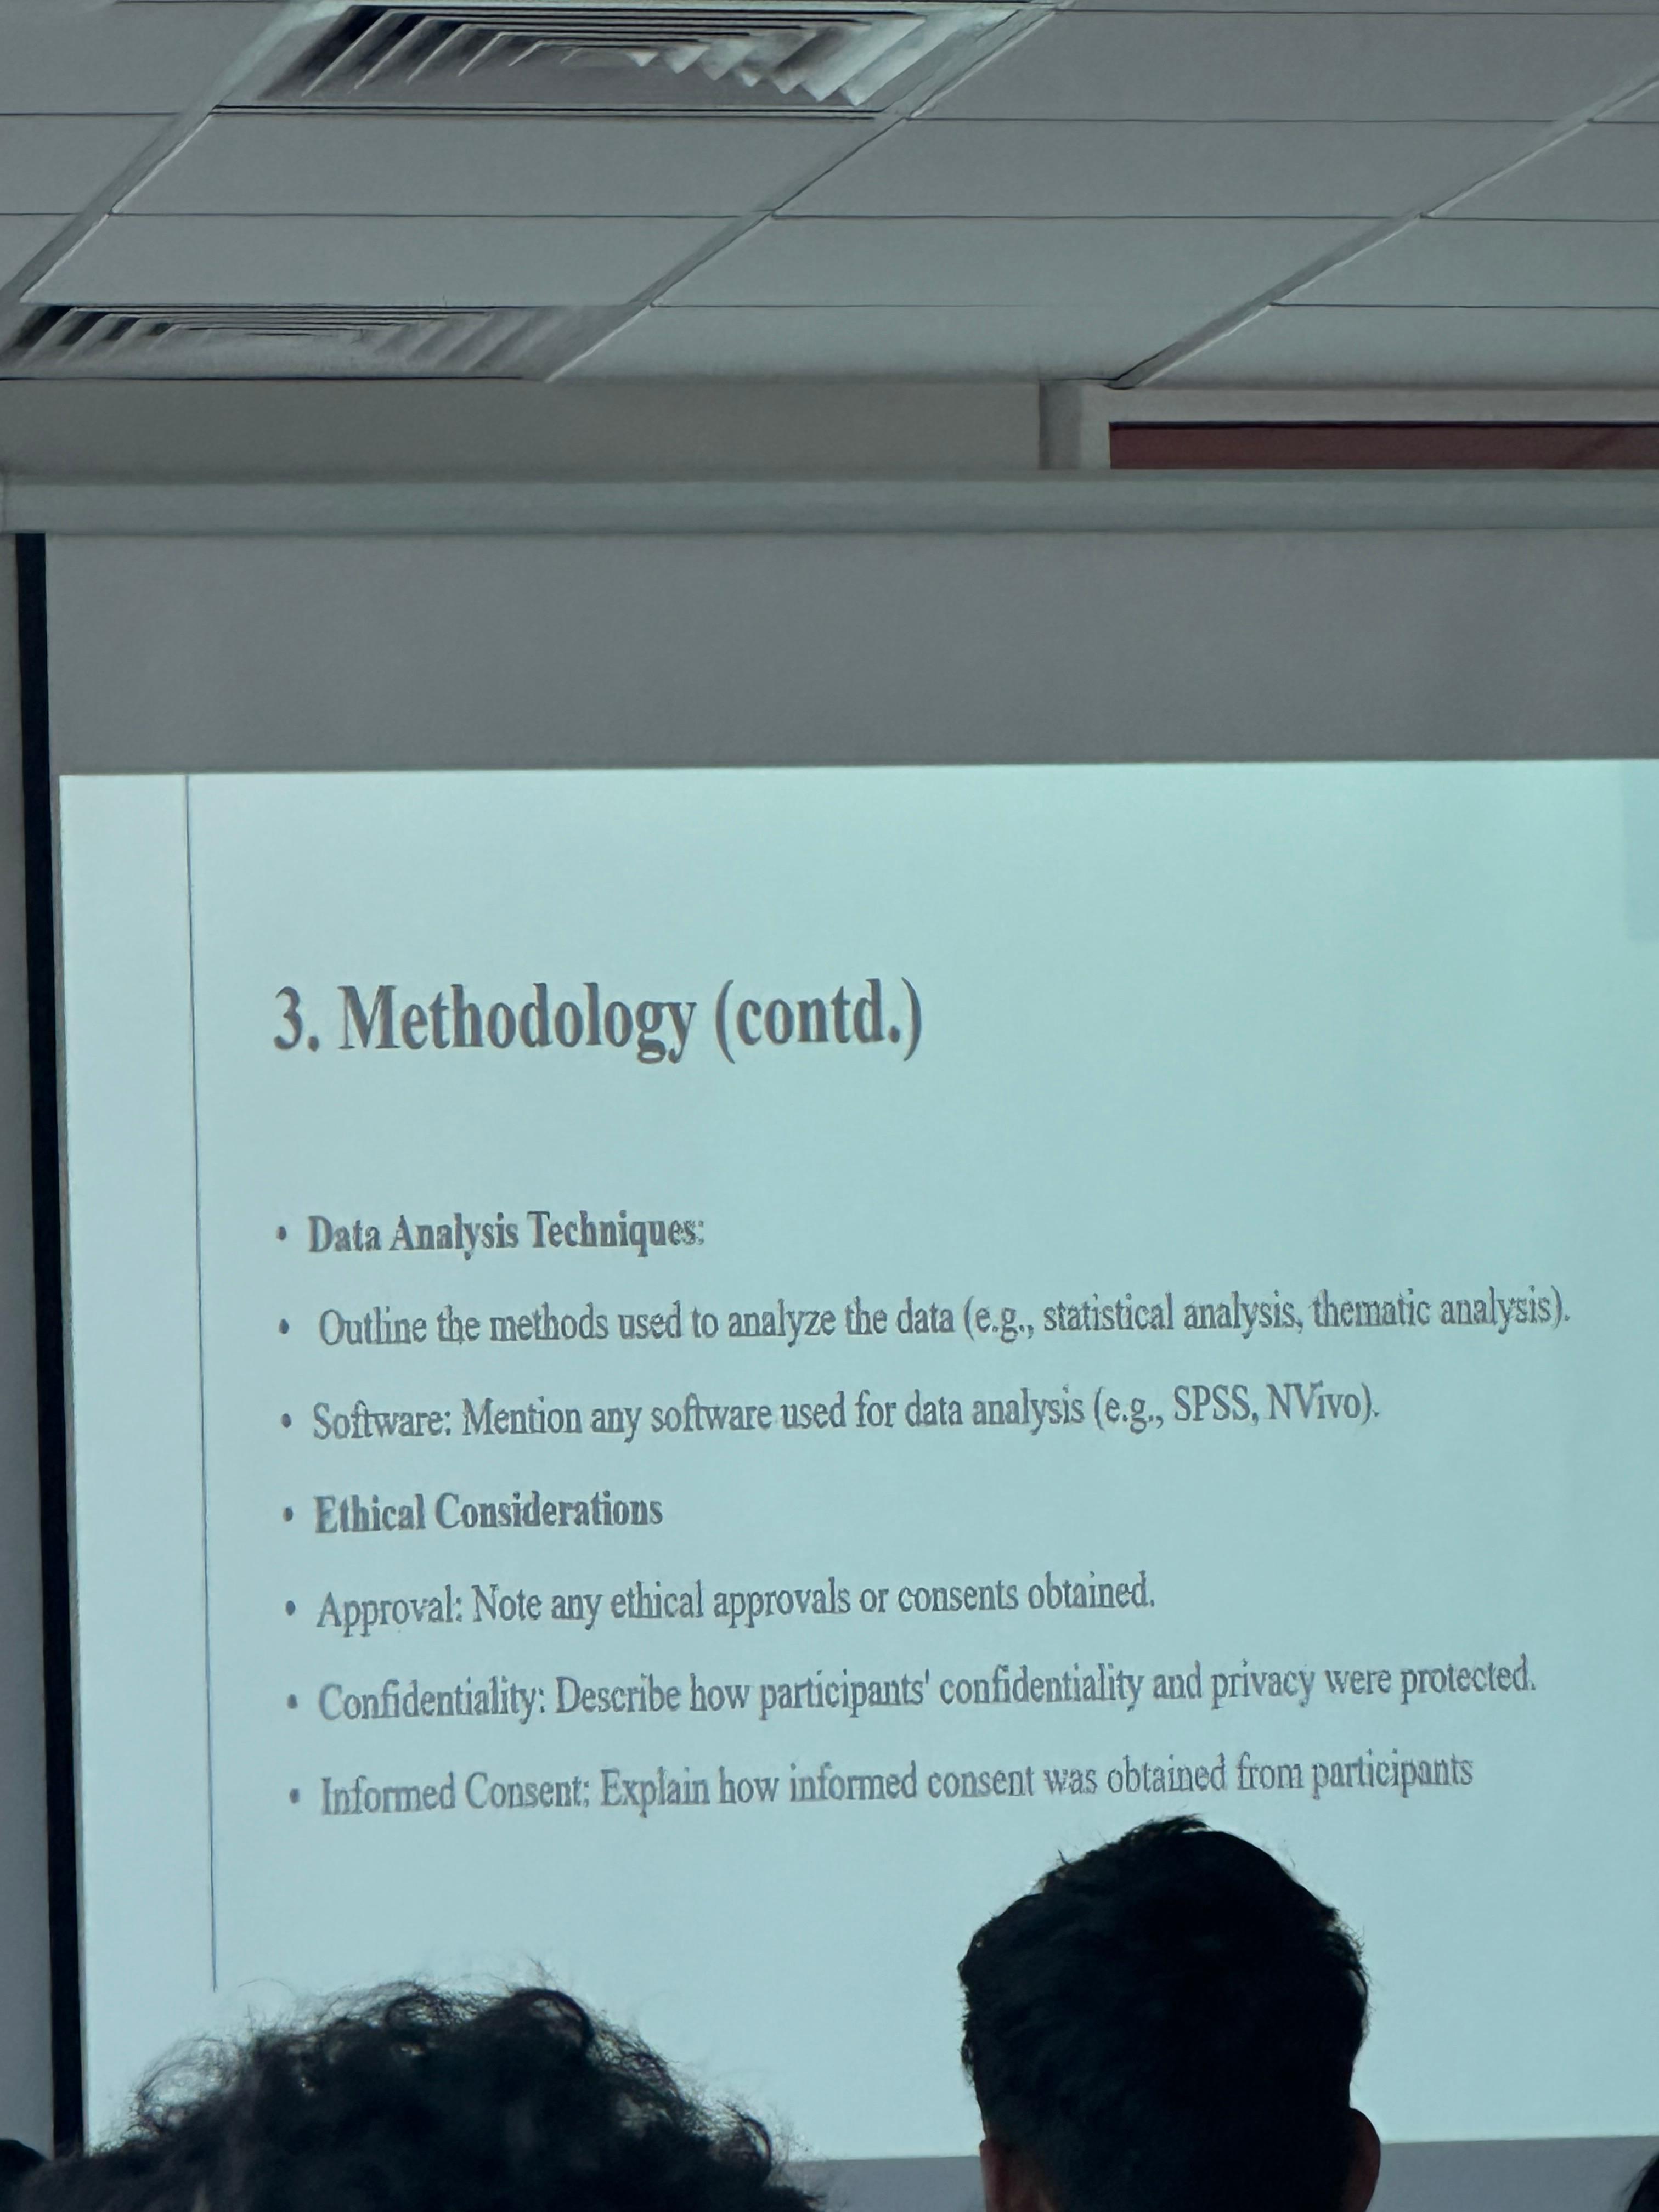 3. Methodology (contd.)
• Data Analysis Techniques:
• Outline the methods used to analyze the data (e.g., statistical analysis, thematic analysis).
• Software: Mention any software used for data analysis (e.g., SPSS, NVivo).
• Ethical Considerations
• Approval: Note any ethical approvals or consents obtained.
• Confidentiality: Describe how participants' confidentiality and privacy were protected.
• Informed Consent: Explain how informed consent was obtained from participants